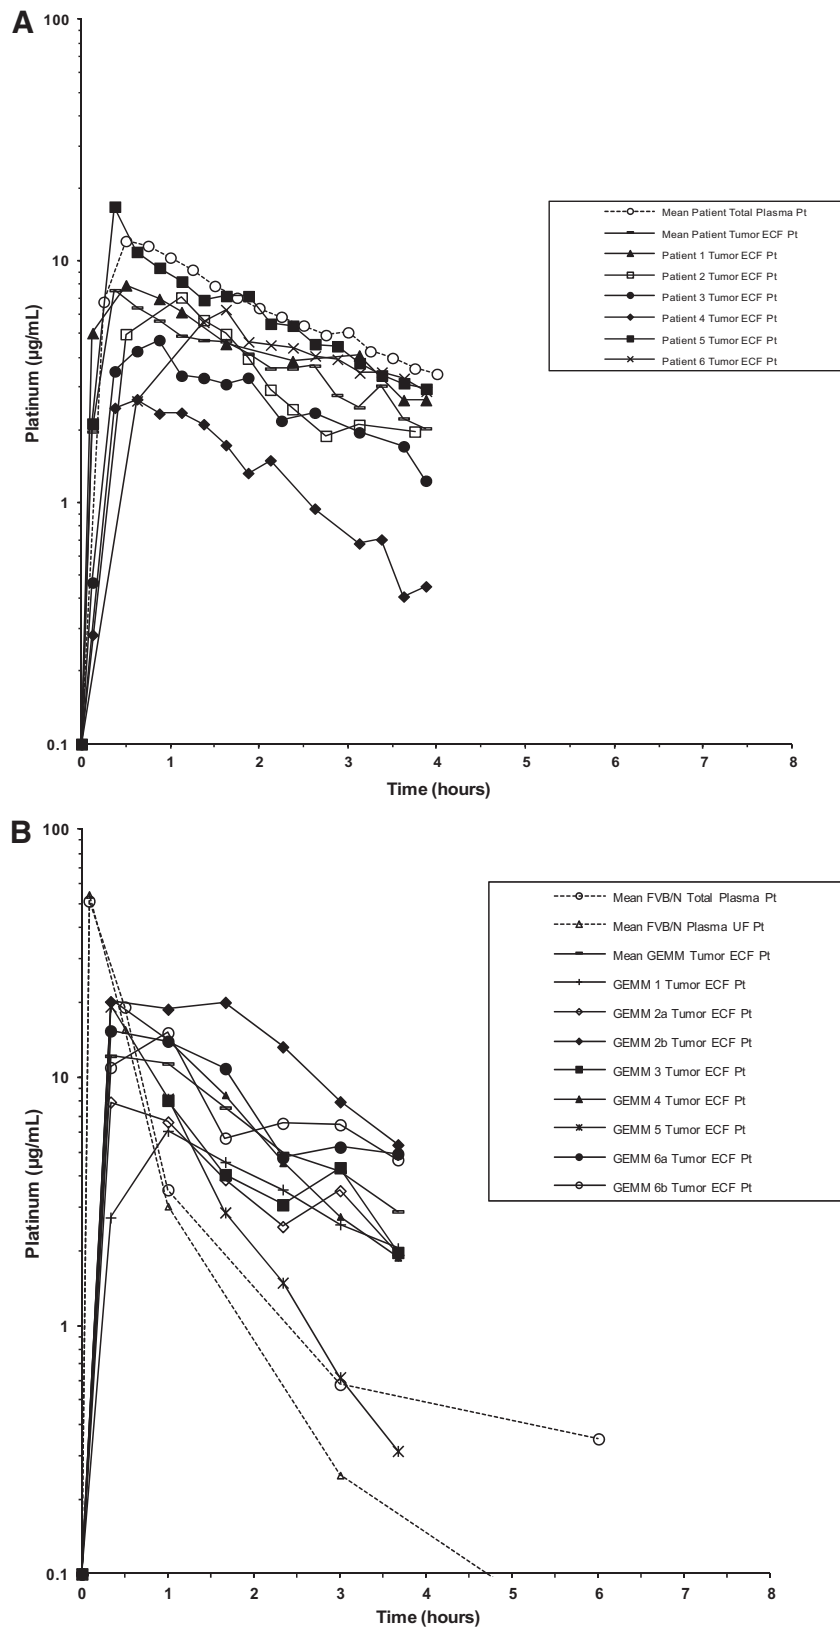 A
100
10
1
0.1
Platinum (µg/mL)
0 1 2 3 4 5 6 7 8
Time (hours)
Mean Patient Total Plasma Pt
Mean Patient Tumor ECF Pt
Patient 1 Tumor ECF Pt
Patient 2 Tumor ECF Pt
Patient 3 Tumor ECF Pt
Patient 4 Tumor ECF Pt
Patient 5 Tumor ECF Pt
Patient 6 Tumor ECF Pt
B
100
10
1
0.1
Platinum (µg/mL)
0 1 2 3 4 5 6 7 8
Time (hours)
Mean FVB/N Total Plasma Pt
Mean FVB/N Plasma UF Pt
Mean GEMM Tumor ECF Pt
GEMM 1 Tumor ECF Pt
GEMM 2a Tumor ECF Pt
GEMM 2b Tumor ECF Pt
GEMM 3 Tumor ECF Pt
GEMM 4 Tumor ECF Pt
GEMM 5 Tumor ECF Pt
GEMM 6a Tumor ECF Pt
GEMM 6b Tumor ECF Pt